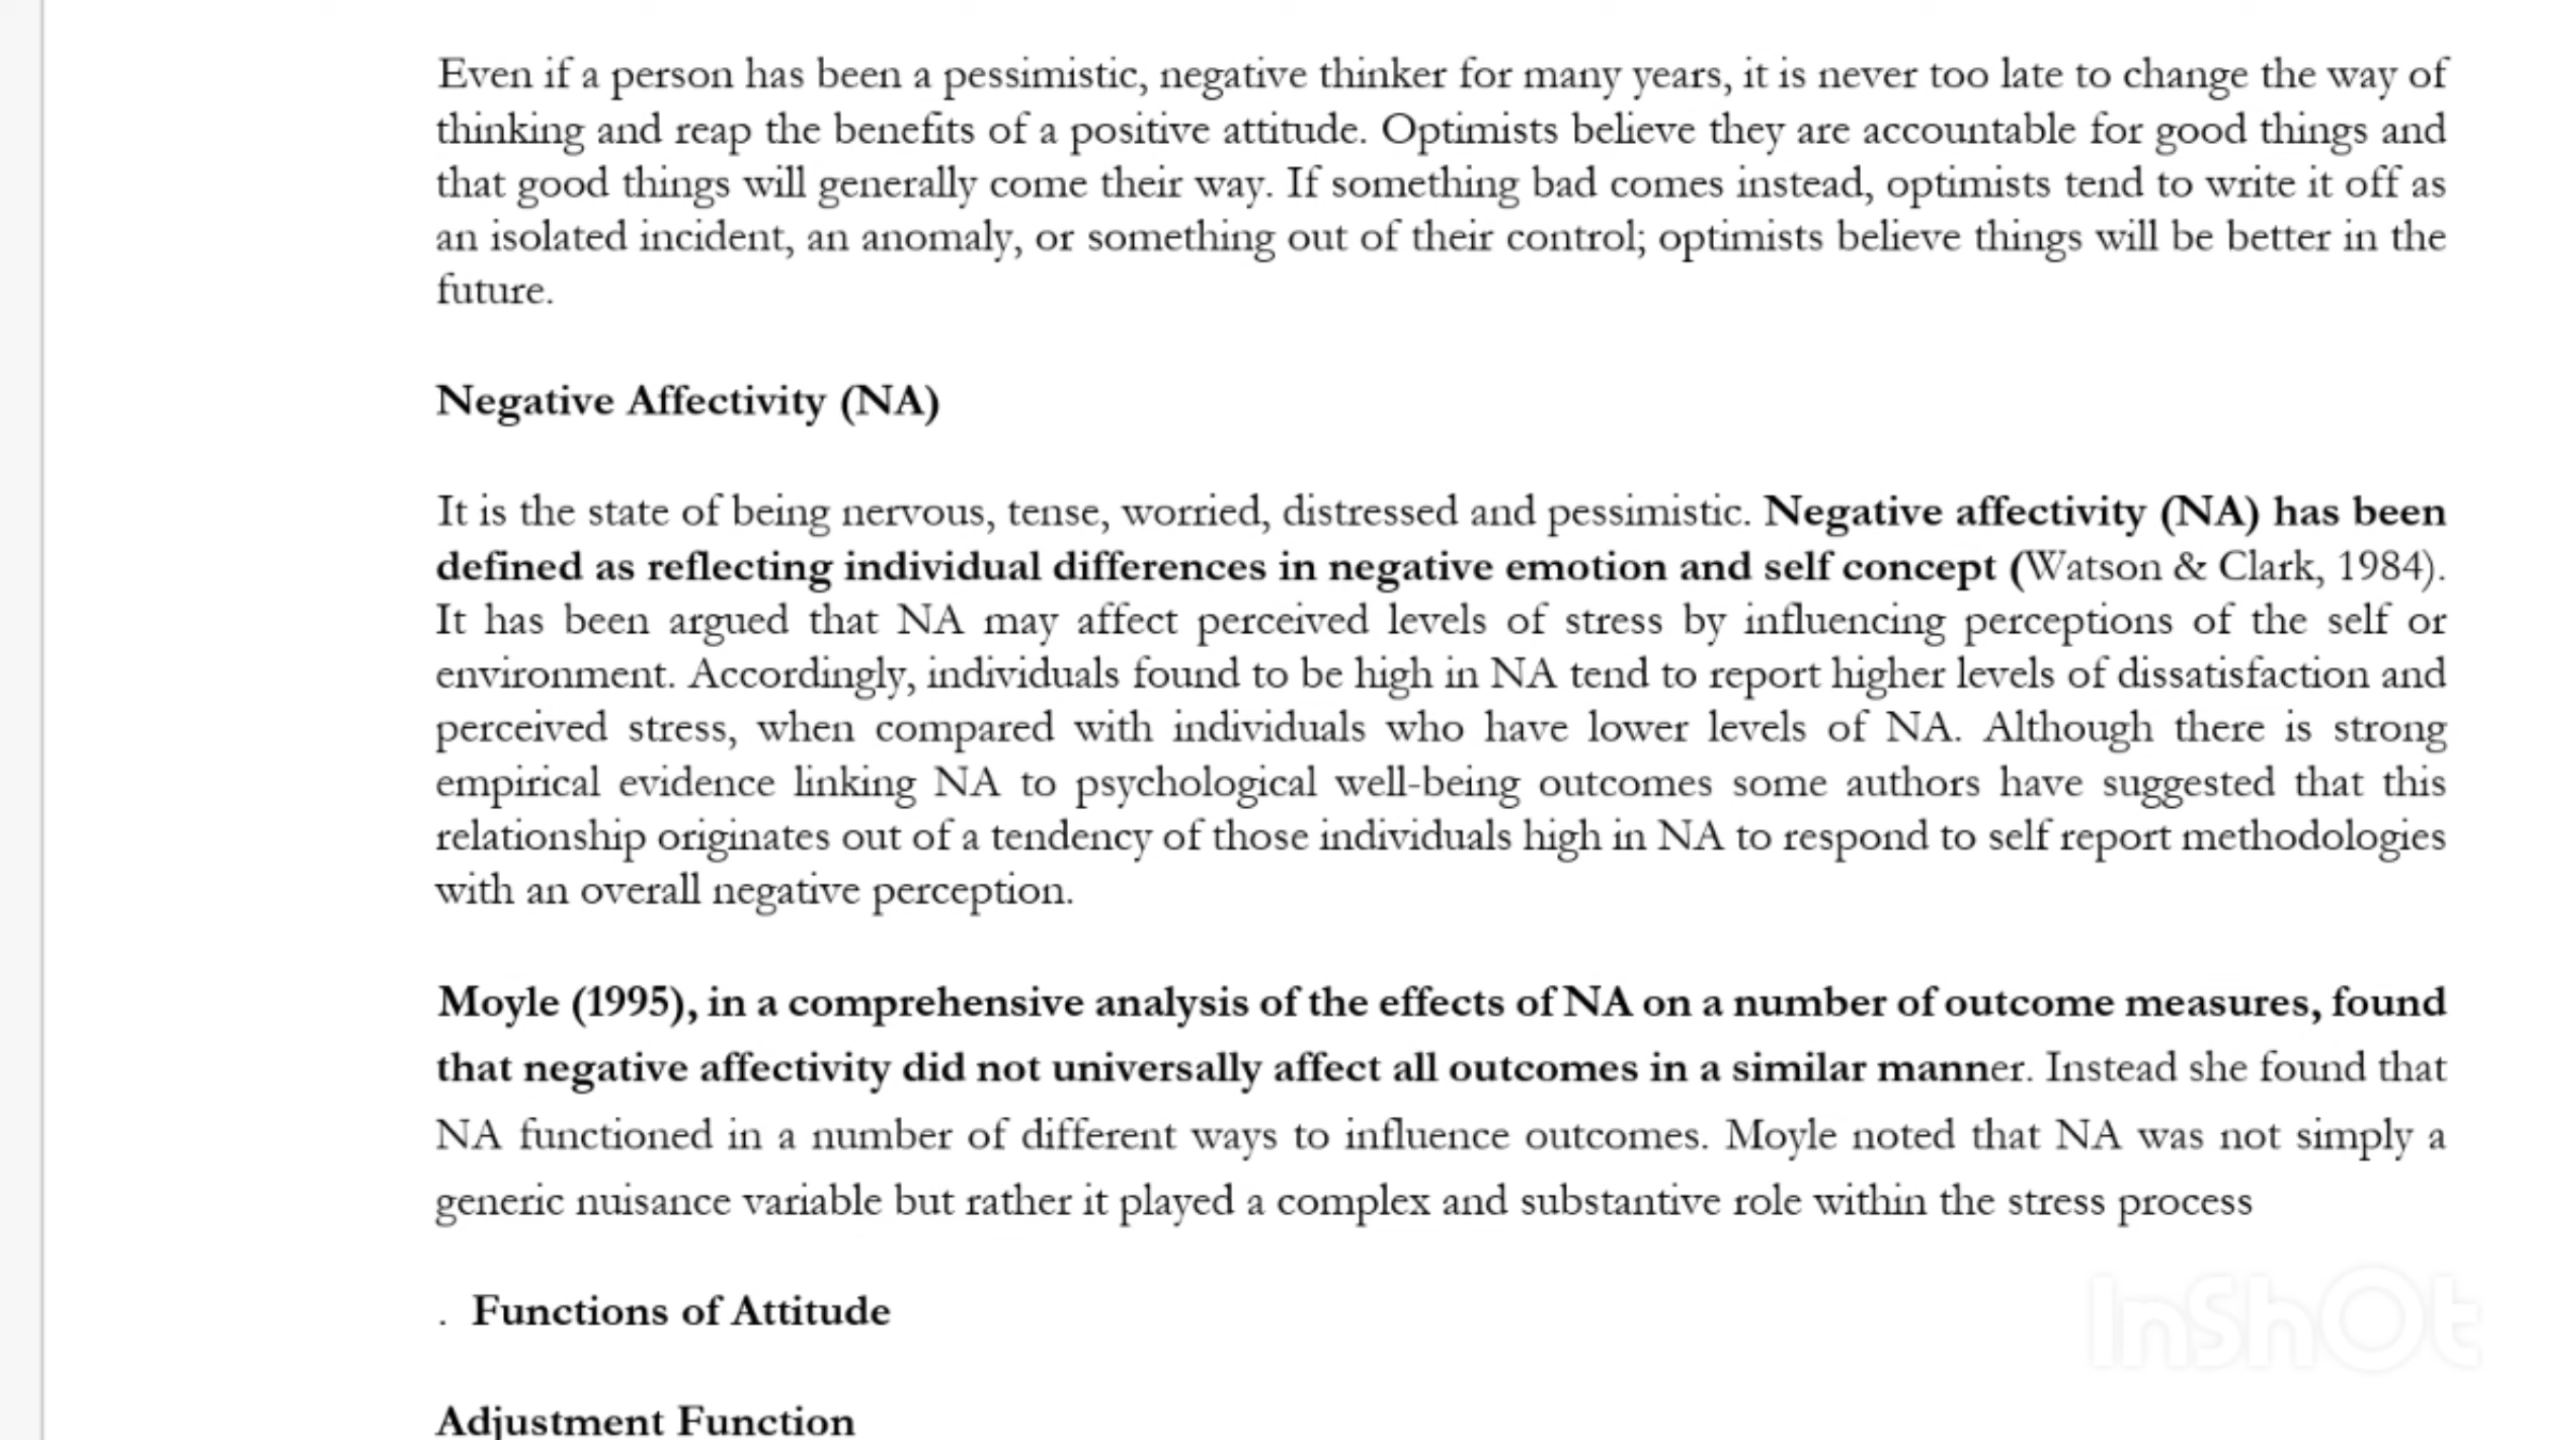 Even if a person has been a pessimistic, negative thinker for many years, it is never too late to change the way of
thinking and reap the benefits of a positive attitude. Optimists believe they are accountable for good things and
that good things will generally come their way. If something bad comes instead, optimists tend to write it off as
an isolated incident, an anomaly, or something out of their control; optimists believe things will be better in the
future.
Negative Affectivity (NA)
It is the state of being nervous, tense, worried, distressed and pessimistic. Negative affectivity (NA) has been
defined as reflecting individual differences in negative emotion and self concept (Watson & Clark, 1984).
It has been argued that NA may affect perceived levels of stress by influencing perceptions of the self or
environment. Accordingly, individuals found to be high in NA tend to report higher levels of dissatisfaction and
perceived stress, when compared with individuals who have lower levels of NA. Although there is strong
empirical evidence linking NA to psychological well-being outcomes some authors have suggested that this
relationship originates out of a tendency of those individuals high in NA to respond to self report methodologies
with an overall negative perception.
Moyle (1995), in a comprehensive analysis of the effects of NA on a number of outcome measures, found
that negative affectivity did not universally affect all outcomes in a similar manner. Instead she found that
NA functioned in a number of different ways to influence outcomes. Moyle noted that NA was not simply a
generic nuisance variable but rather it played a complex and substantive role within the stress process
. Functions of Attitude
InShOt
Adjustment Function